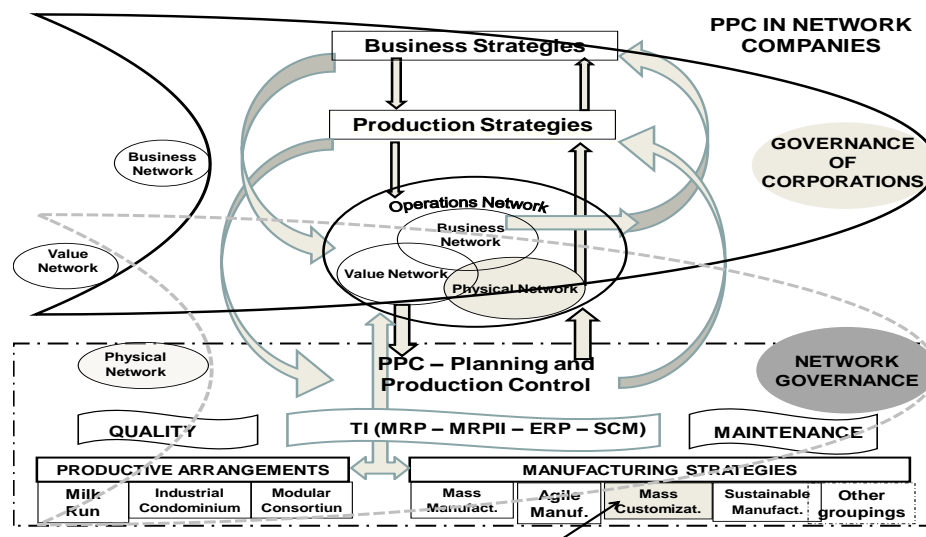 PPC IN NETWORK
COMPANIES
Business Strategies
Production Strategies
Business
Network
GOVERNANCE
OF
CORPORATIONS
Operations Network
Business
Network
Value
Network
Value Network
Physical Network
Physical
Network
PPC – Planning and
Production Control
NETWORK
GOVERNANCE
QUALITY
TI (MRP – MRPII – ERP – SCM)
MAINTENANCE
PRODUCTIVE ARRANGEMENTS
MANUFACTURING STRATEGIES
Milk
Run
Industrial
Condominium
Modular
Consortiun
Mass
Manufact.
Agile
Manuf.
Mass
Customizat.
Sustainable
Manufact.
Other
groupings